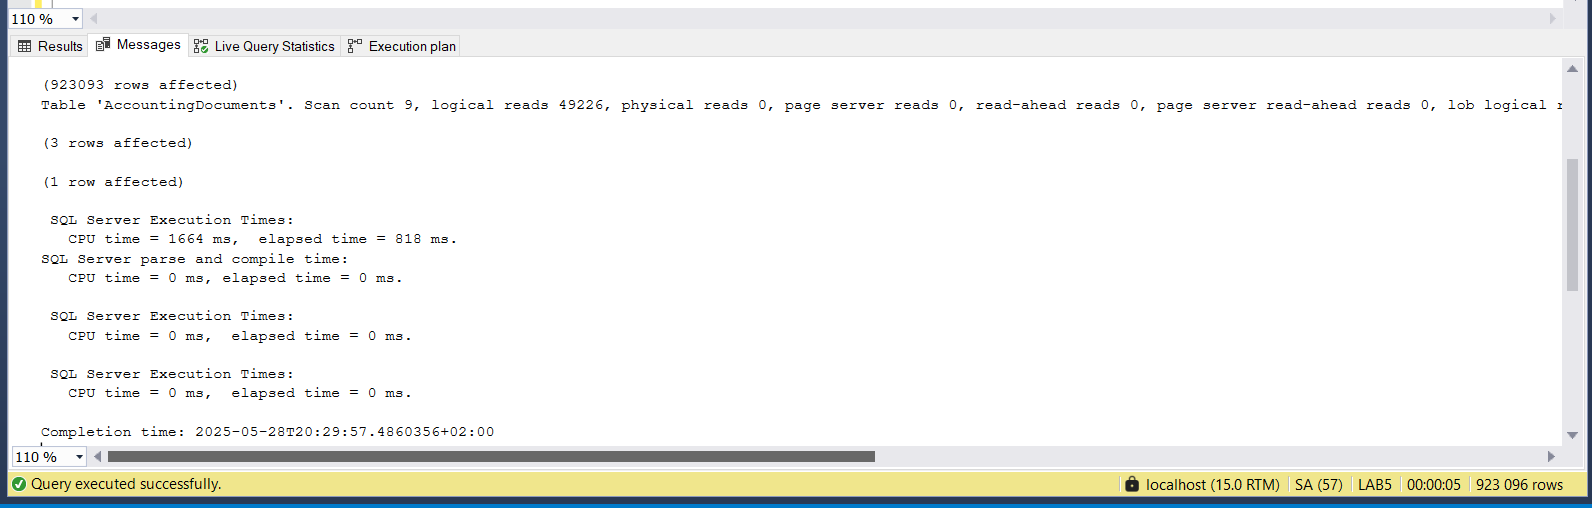 110 %
Results Messages Live Query Statistics Execution plan
(923093 rows affected)
Table 'AccountingDocuments'. Scan count 9, logical reads 49226, physical reads 0, page server reads 0, read-ahead reads 0, page server read-ahead reads 0, lob logical
(3 rows affected)
(1 row affected)
SQL Server Execution Times:
CPU time = 1664 ms,  elapsed time = 818 ms.
SQL Server parse and compile time:
CPU time = 0 ms, elapsed time = 0 ms.
SQL Server Execution Times:
CPU time = 0 ms,  elapsed time = 0 ms.
SQL Server Execution Times:
CPU time = 0 ms,  elapsed time = 0 ms.
Completion time: 2025-05-28T20:29:57.4860356+02:00
110 %
Query executed successfully. localhost (15.0 RTM) SA (57) LAB5 00:00:05 923 096 rows